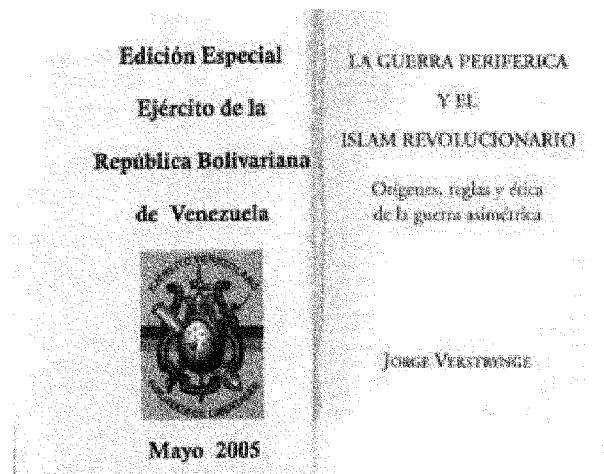 Edición Especial
Ejército de la
República Bolivariana
de Venezuela
Mayo 2005
LA GUERRA PERIFERICA
Y EL
ISLAM REVOLUCIONARIO
Orígenes, reglas y ética
de la guerra asimétrica
JORGE VERSTRYNGE